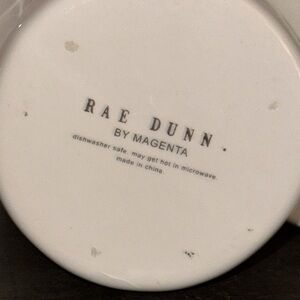 RAE DUNN.
BY MAGENTA
dishwasher safe. may get hot in microwave.
made in china